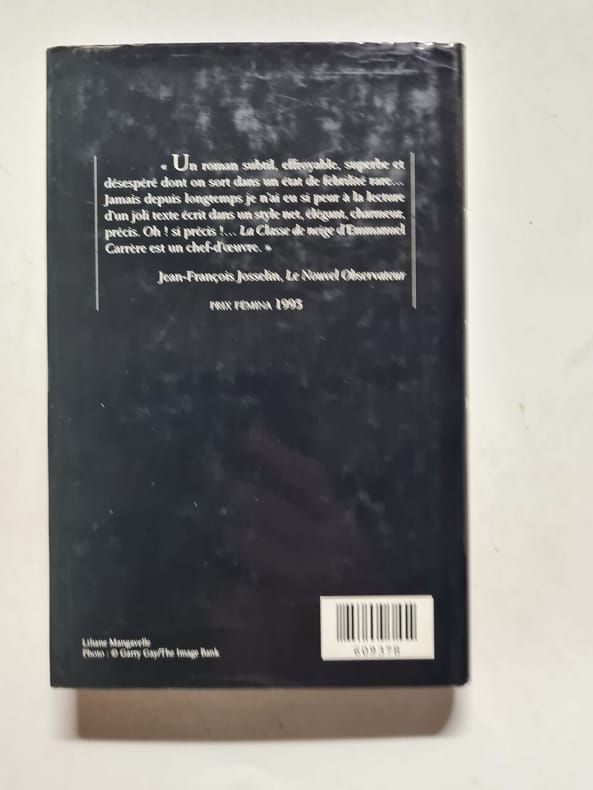 « Un roman subtil, effroyable, superbe et
désespéré dont on sort dans un état de fébrilité rare...
Jamais depuis longtemps je n'ai eu si peur à la lecture
d'un joli texte écrit dans un style net, élégant, charmeur,
précis. Oh ! si précis !... La Classe de neige d'Emmanuel
Carrère est un chef-d'œuvre. »
Jean-François Josselin, Le Nouvel Observateur
PRIX FÉMINA 1995
Liliane Mangavelle
Photo : © Garry Gay/The Image Bank
609378